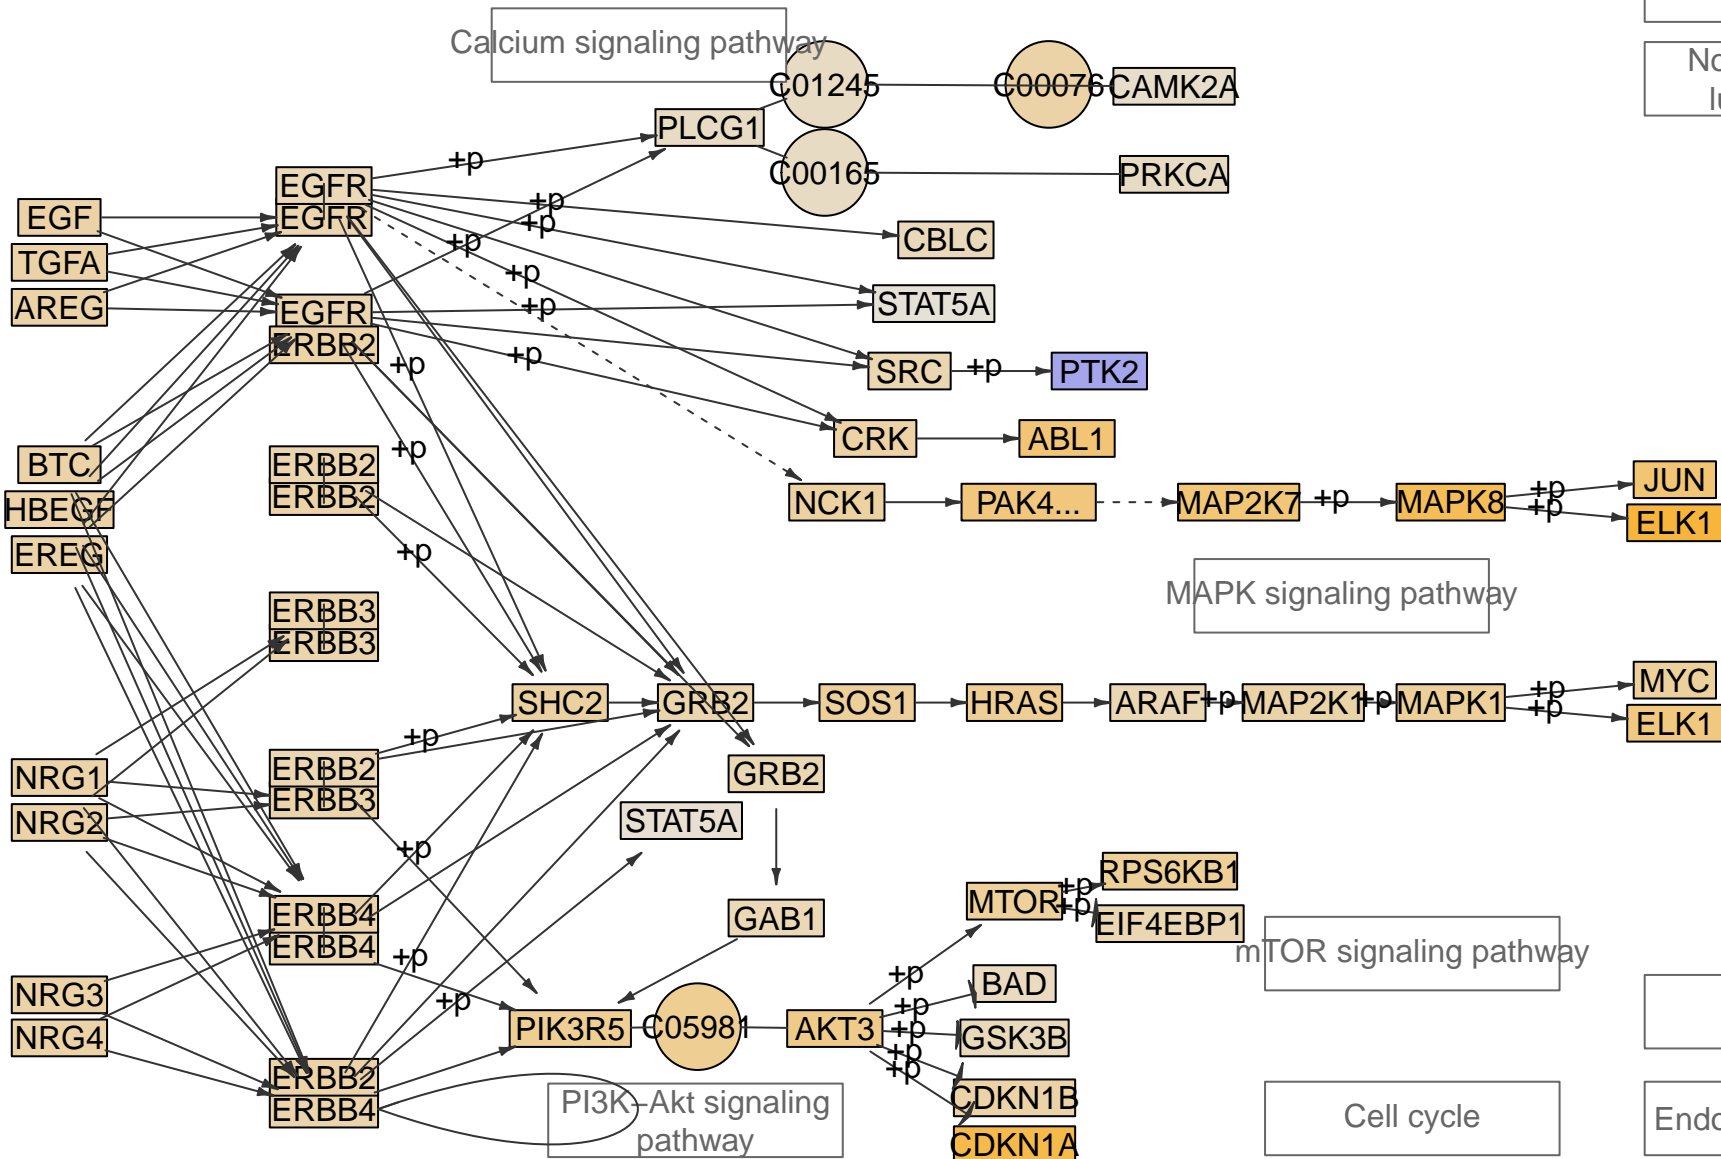 Calcium signaling pathway
No
lu
C01245
C00076
CAMK2A
PLCG1
C00165
PRKCA
+p
EGFR
EGFR
EGF
TGFA
AREG
+p
+p
+p
+p
+p
+p
+p
CBLC
STAT5A
EGFR
ERBB2
SRC
+p
PTK2
CRK
ABL1
BTC
HBEGF
EREG
ERBB2
ERBB2
+p
+p
NCK1
PAK4...
MAP2K7
+p
MAPK8
+p
+p
JUN
ELK1
MAPK signaling pathway
ERBB3
ERBB3
SHC2
GRB2
SOS1
HRAS
ARAF
+p
MAP2K1
+p
MAPK1
+p
+p
MYC
ELK1
+p
NRG1
NRG2
ERBB2
ERBB3
GRB2
STAT5A
+p
ERBB4
ERBB4
GAB1
MTOR
+p
+p
RPS6KB1
EIF4EBP1
mTOR signaling pathway
+p
+p
NRG3
NRG4
PIK3R5
C05981
AKT3
+p
+p
+p
+p
+p
BAD
GSK3B
CDKN1B
CDKN1A
ERBB2
ERBB4
PI3K–Akt signaling
pathway
Cell cycle
Endo